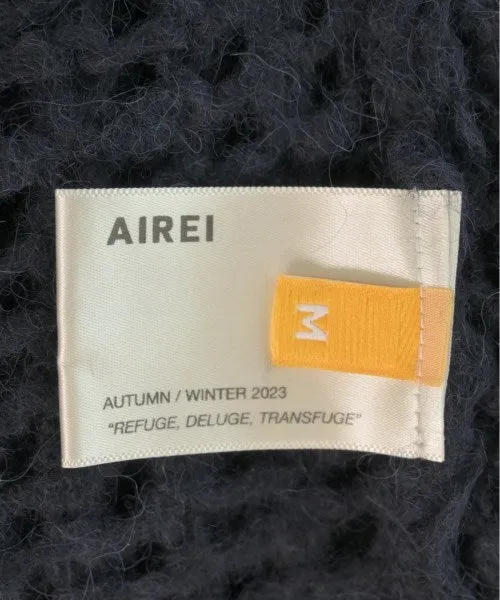 AIREI
M
AUTUMN / WINTER 2023
“REFUGE, DELUGE, TRANSFUGE”